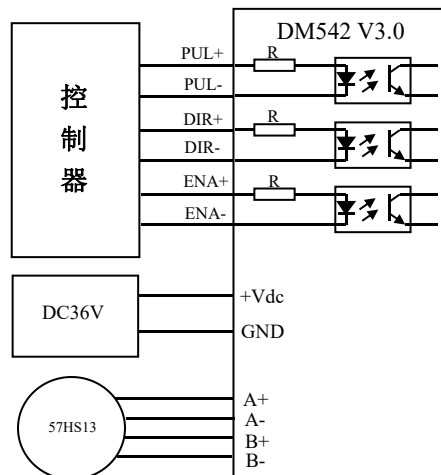 DM542 V3.0
PUL+
R
PUL-
DIR+
R
DIR-
ENA+
R
ENA-
控
制
器
DC36V
+Vdc
GND
57HS13
A+
A-
B+
B-